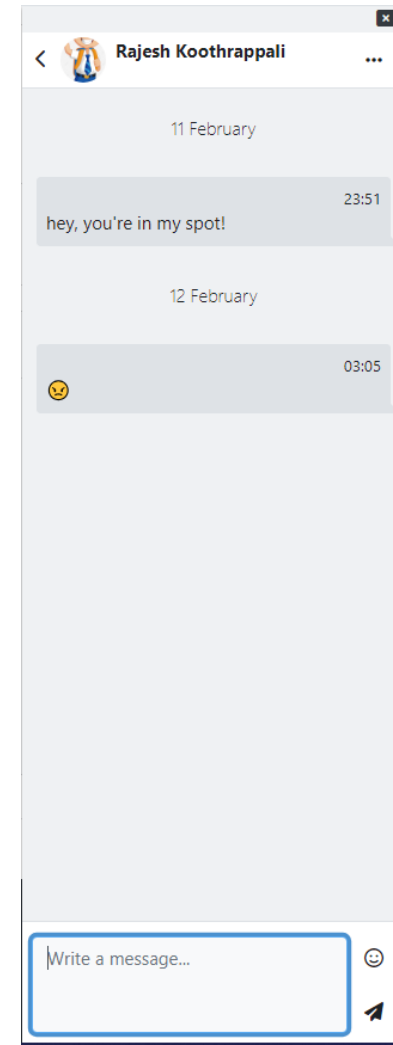 Rajesh Koothrappali
11 February
23:51
hey, you're in my spot!
12 February
03:05
😠
Write a message...